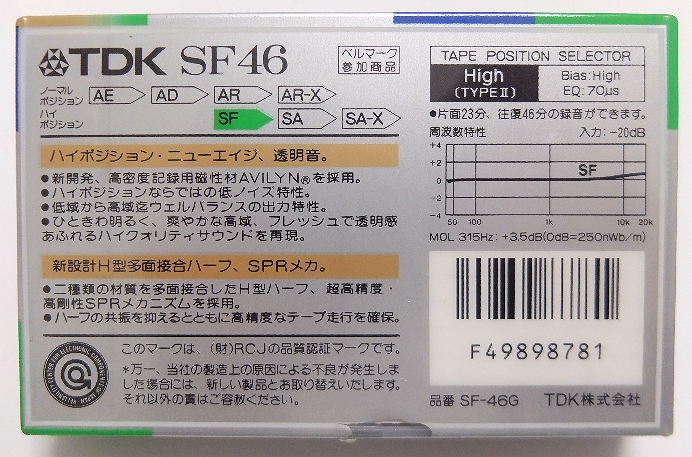 TDK SF46
ベルマーク
参加商品
ノーマル
ポジション
AE
AD
AR
AR-X
ハイ
ポジション
SF
SA
SA-X
ハイポジション・ニューエイジ、透明音。
●新開発、高密度記録用磁性材AVILYN®を採用。
●ハイポジションならではの低ノイズ特性。
●低域から高域迄ウェルバランスの出力特性。
●ひときわ明るく、爽やかな高域、フレッシュで透明感
あふれるハイクォリティサウンドを再現。
新設計H型多面接合ハーフ、SPRメカ。
●二種類の材質を多面接合したH型ハーフ、超高精度・
高剛性SPRメカニズムを採用。
●ハーフの共振を抑えるとともに高精度なテープ走行を確保。
このマークは、(財)RCJの品質認証マークです。
*万一、当社の製造上の原因による不良が発生しま
した場合には、新しい製品とお取り替えいたします。
それ以外の責はご容赦ください。
RELIABILITY CENTER FOR ELECTRONIC COMPONENTS OF JAPAN
TAPE POSITION SELECTOR
High
(TYPEⅡ)
Bias:High
EQ:70μs
●片面23分、往復46分の録音ができます。
周波数特性 入力:-20dB
+4
+2
0
-2
-4
SF
50 100 1k 10k 20k
MOL 315Hz:+3.5dB(0dB=250nWb/m)
F49898781
品番 SF-46G TDK株式会社